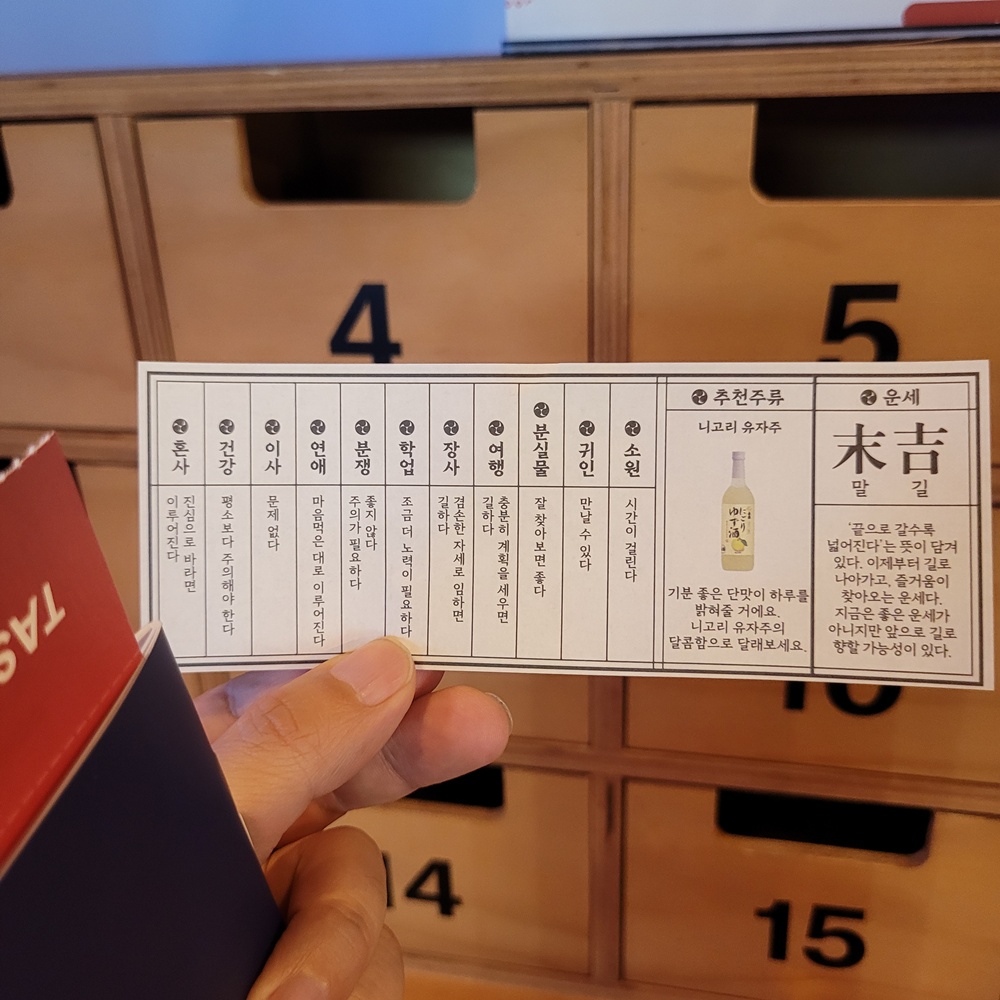 4
5
운세
末吉
말 길
'끝으로 갈수록
넓어진다'는 뜻이 담겨
있다. 이제부터 길로
나아가고, 즐거움이
찾아오는 운세다.
지금은 좋은 운세가
아니지만 앞으로 길로
향할 가능성이 있다.
추천주류
니고리 유자주
にごり
ゆず酒
기분 좋은 단맛이 하루를
밝혀줄 거에요.
니고리 유자주의
달콤함으로 달래보세요.
소원
시간이 걸린다
귀인
만날 수 있다
분실물
잘 찾아보면 좋다
여행
충분히 계획을 세우면
길하다
장사
겸손한 자세로 임하면
길하다
학업
조금 더 노력이 필요하다
분쟁
좋지 않다
주의가 필요하다
연애
마음먹은 대로 이루어진다
이사
문제 없다
건강
평소보다 주의해야 한다
혼사
진심으로 바라면
이루어진다
TAS
10
14
15